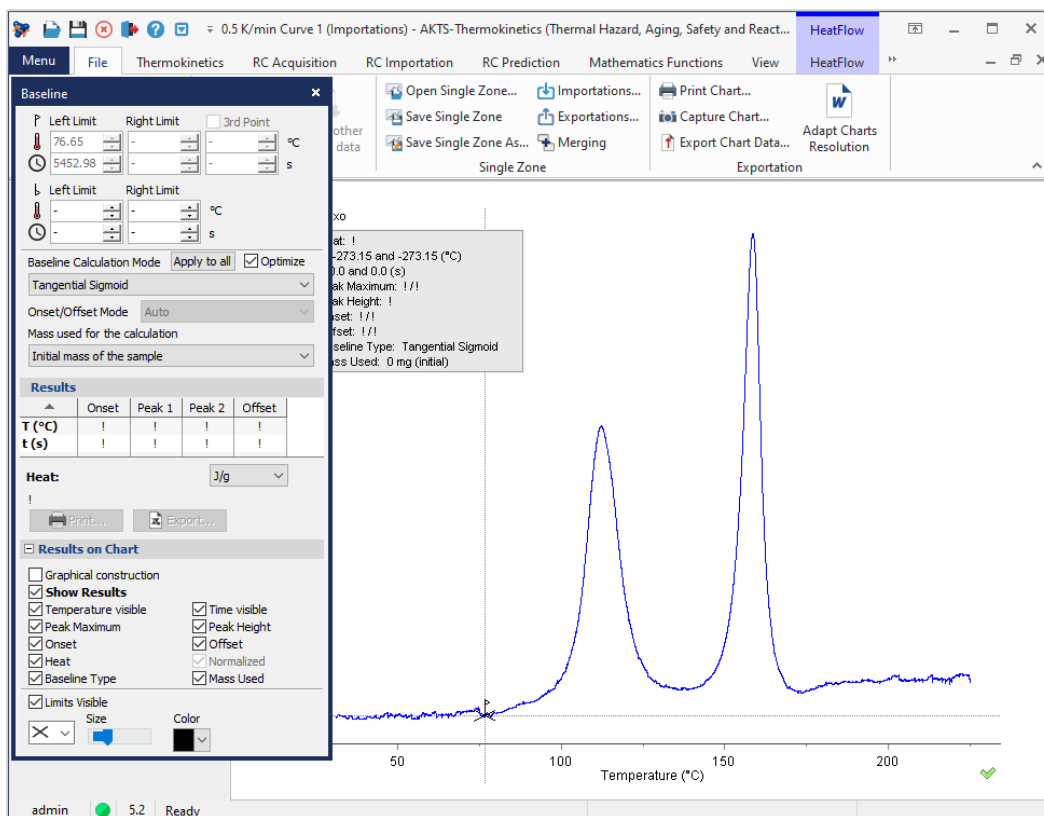 0.5 K/min Curve 1 (Importations) - AKTS-Thermokinetics (Thermal Hazard, Aging, Safety and React...
HeatFlow
Menu File Thermokinetics RC Acquisition RC Importation RC Prediction Mathematics Functions View HeatFlow
Baseline
Left Limit Right Limit 3rd Point
76.65 - - °C
5452.98 - - s
Left Limit Right Limit
- - °C
- - s
Baseline Calculation Mode Apply to all Optimize
Tangential Sigmoid
Onset/Offset Mode Auto
Mass used for the calculation
Initial mass of the sample
Results
Onset Peak 1 Peak 2 Offset
T (°C) ! ! ! !
t (s) ! ! ! !
Heat: J/g
!
Print... Export...
Results on Chart
Graphical construction
Show Results
Temperature visible Time visible
Peak Maximum Peak Height
Onset Offset
Heat Normalized
Baseline Type Mass Used
Limits Visible
Size Color
other
data
Open Single Zone... Importations...
Save Single Zone Exportations...
Save Single Zone As... Merging
Single Zone
Print Chart...
Capture Chart...
Export Chart Data...
Adapt Charts
Resolution
Exportation
xo
at: !
-273.15 and -273.15 (°C)
0.0 and 0.0 (s)
ak Maximum: ! / !
ak Height: !
set: ! / !
fset: ! / !
seline Type: Tangential Sigmoid
ss Used: 0 mg (initial)
50 100 150 200
Temperature (°C)
admin 5.2 Ready